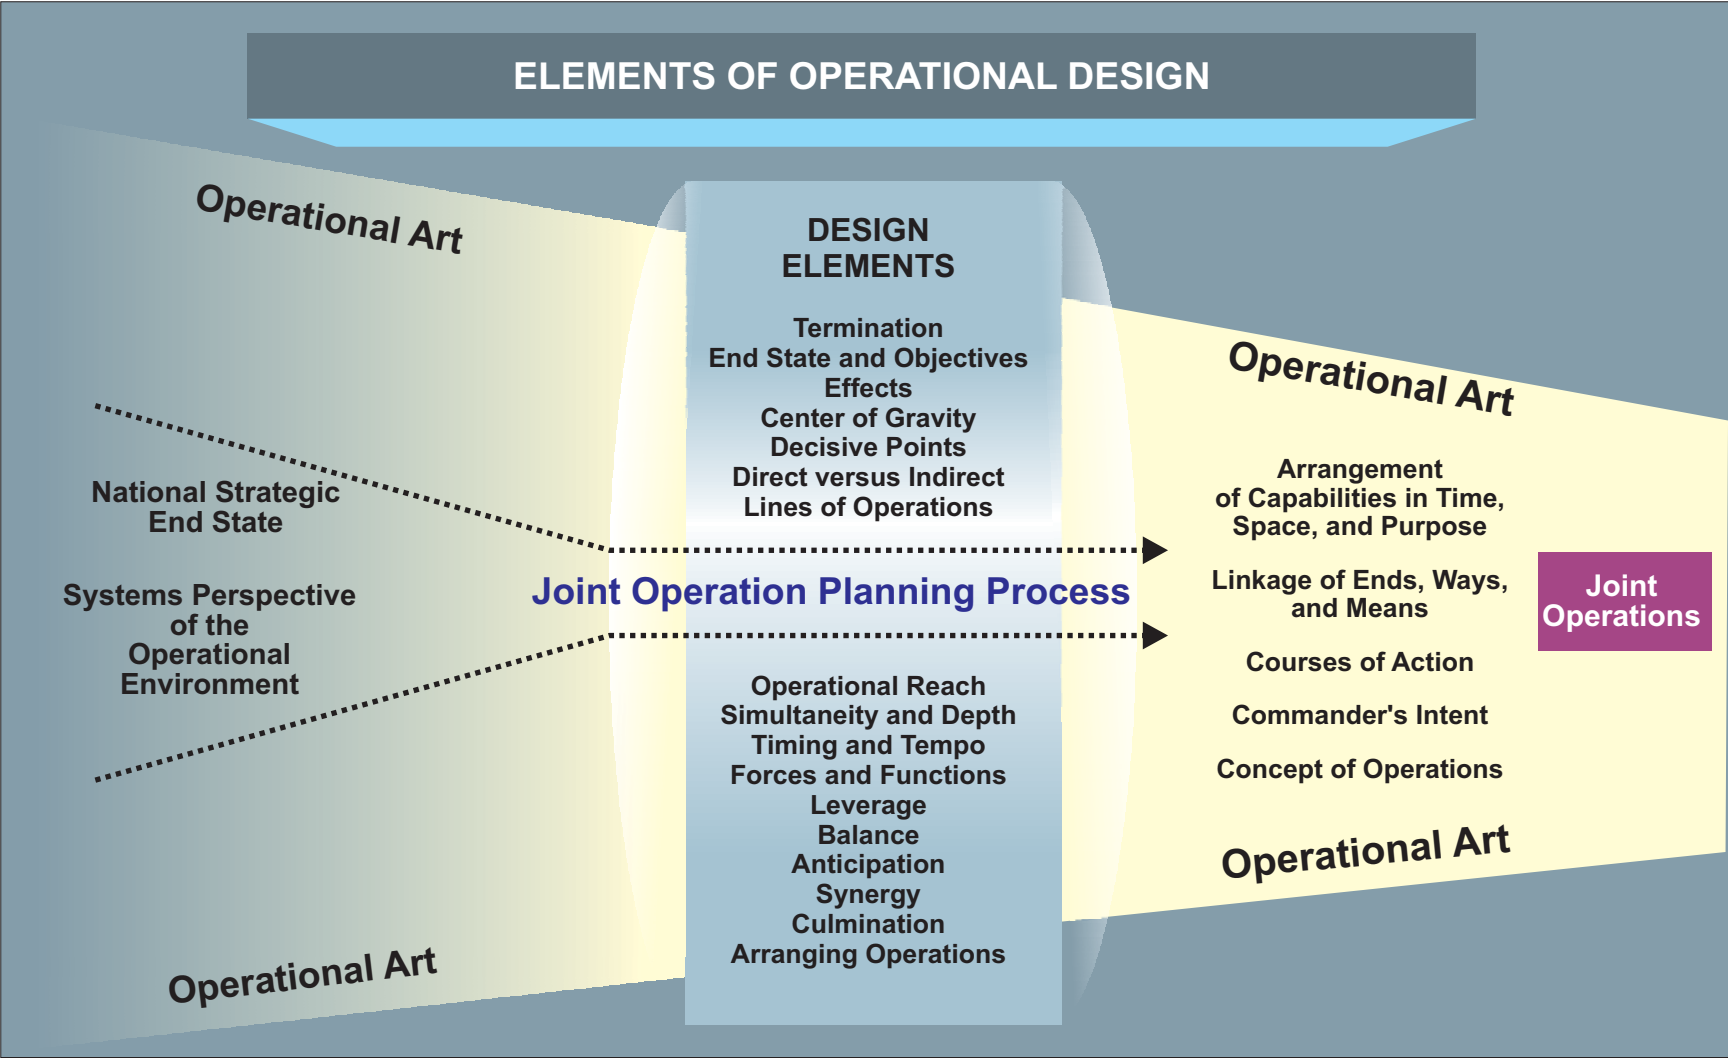 ELEMENTS OF OPERATIONAL DESIGN
Operational Art
National Strategic
End State
Systems Perspective
of the
Operational
Environment
Operational Art
DESIGN
ELEMENTS
Termination
End State and Objectives
Effects
Center of Gravity
Decisive Points
Direct versus Indirect
Lines of Operations
Joint Operation Planning Process
Operational Reach
Simultaneity and Depth
Timing and Tempo
Forces and Functions
Leverage
Balance
Anticipation
Synergy
Culmination
Arranging Operations
Operational Art
Arrangement
of Capabilities in Time,
Space, and Purpose
Linkage of Ends, Ways,
and Means
Courses of Action
Commander's Intent
Concept of Operations
Operational Art
Joint
Operations